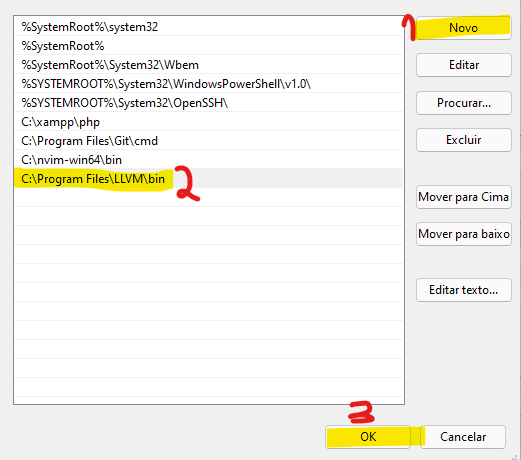 %SystemRoot%\system32
%SystemRoot%
%SystemRoot%\System32\Wbem
%SYSTEMROOT%\System32\WindowsPowerShell\v1.0\
%SYSTEMROOT%\System32\OpenSSH\
C:\xampp\php
C:\Program Files\Git\cmd
C:\nvim-win64\bin
C:\Program Files\LLVM\bin
2
1
Novo
Editar
Procurar...
Excluir
Mover para Cima
Mover para baixo
Editar texto...
3
OK
Cancelar